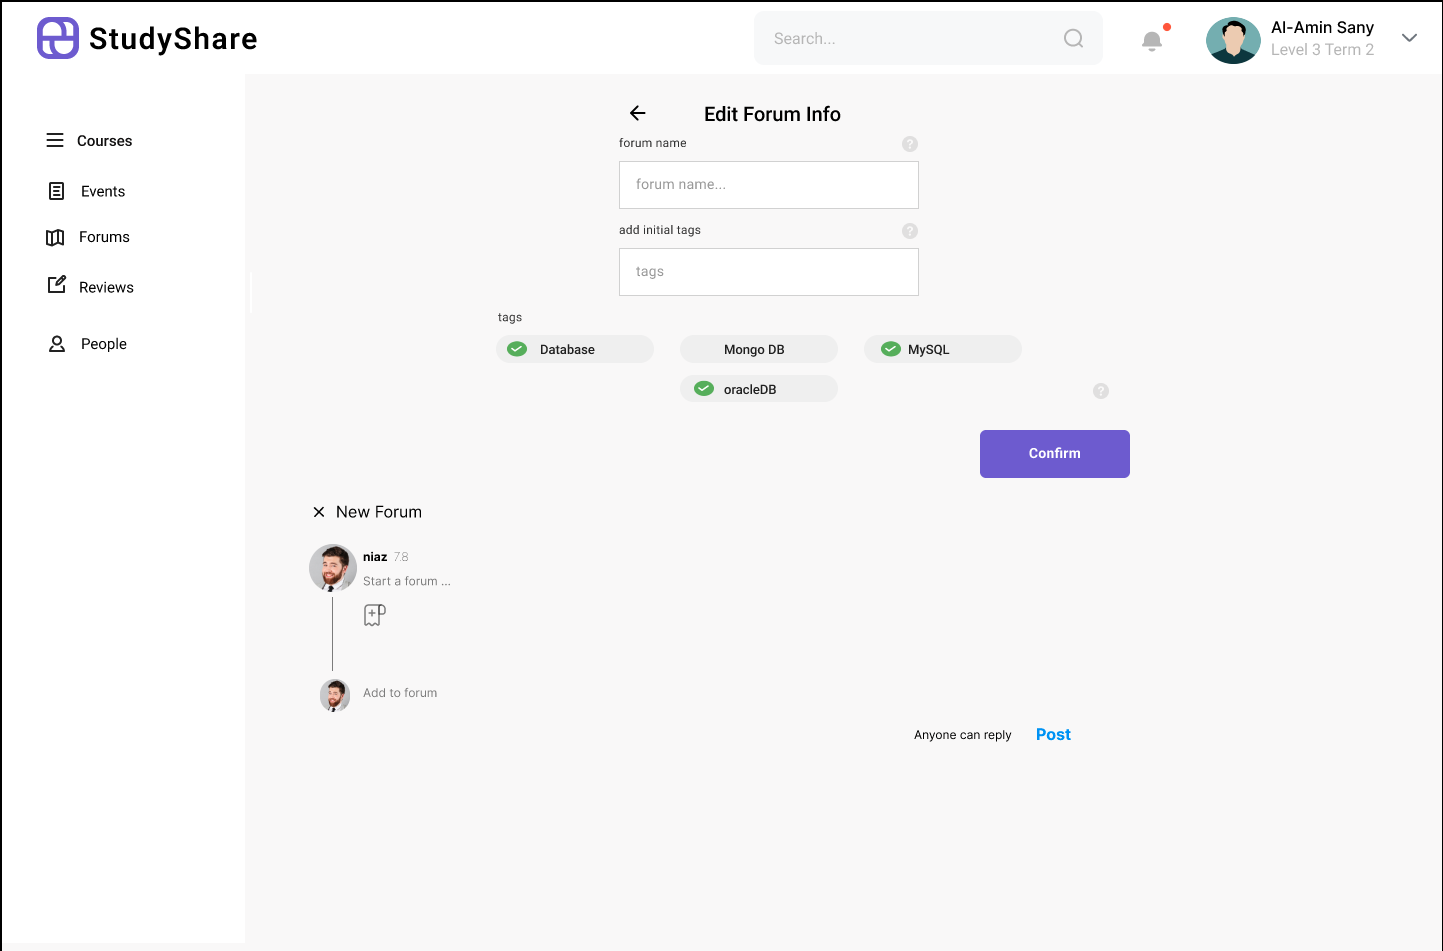 StudyShare
Search...
Al-Amin Sany
Level 3 Term 2
Courses
Events
Forums
Reviews
People
Edit Forum Info
forum name
?
forum name...
add initial tags
?
tags
tags
Database
Mongo DB
MySQL
oracleDB
?
Confirm
New Forum
niaz 7.8
Start a forum ...
Add to forum
Anyone can reply
Post